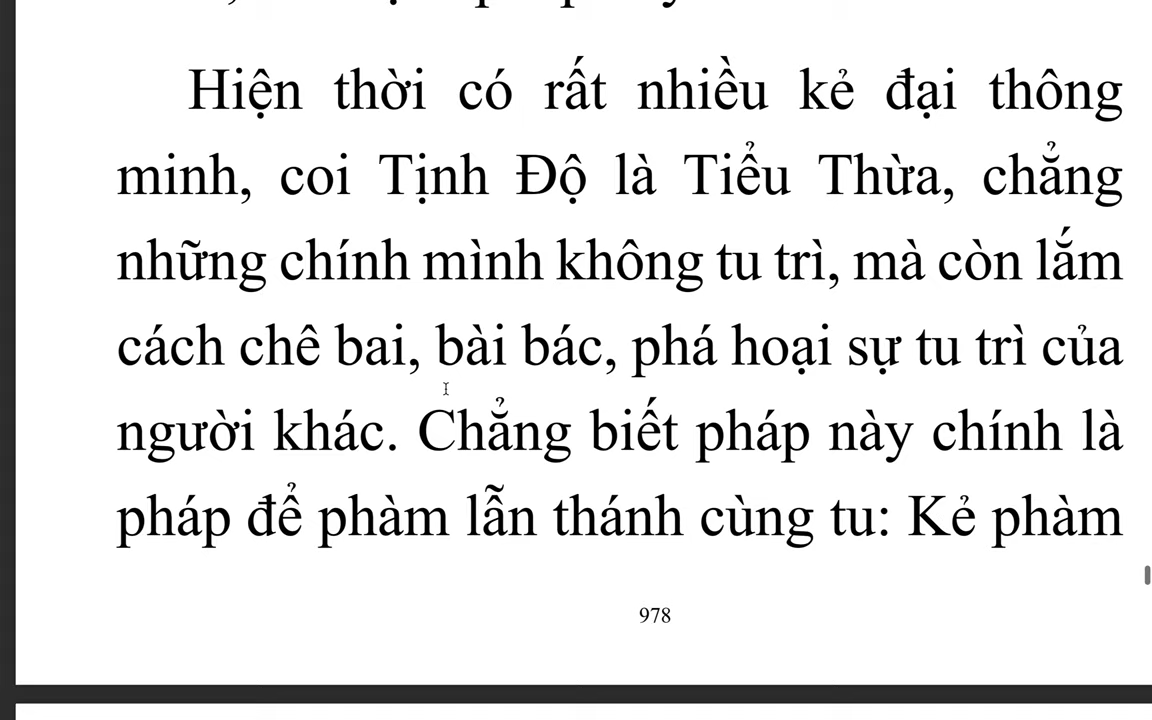 Hiện thời có rất nhiều kẻ đại thông
minh, coi Tịnh Độ là Tiểu Thừa, chẳng
những chính mình không tu trì, mà còn lắm
cách chê bai, bài bác, phá hoại sự tu trì của
người khác. Chẳng biết pháp này chính là
pháp để phàm lẫn thánh cùng tu: Kẻ phàm
978